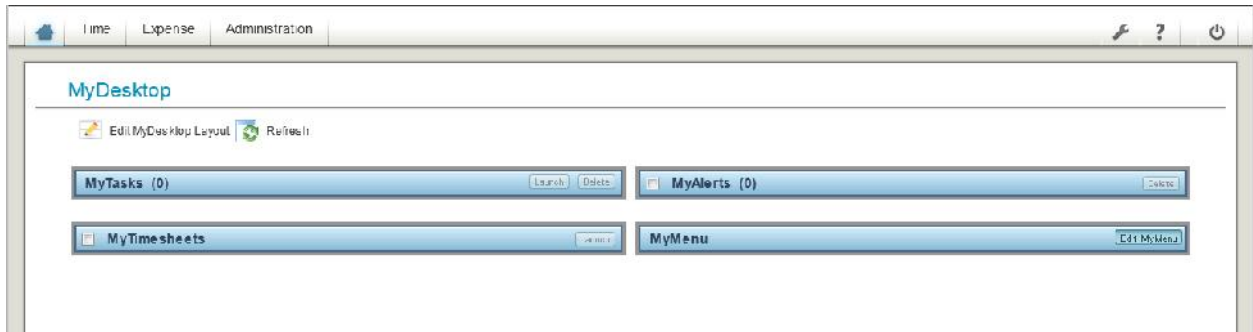 Time Expense Administration ?
MyDesktop
Edit MyDesktop Layout Refresh
MyTasks (0) Launch Delete MyAlerts (0) Delete
MyTimesheets MyMenu Edit MyMenu